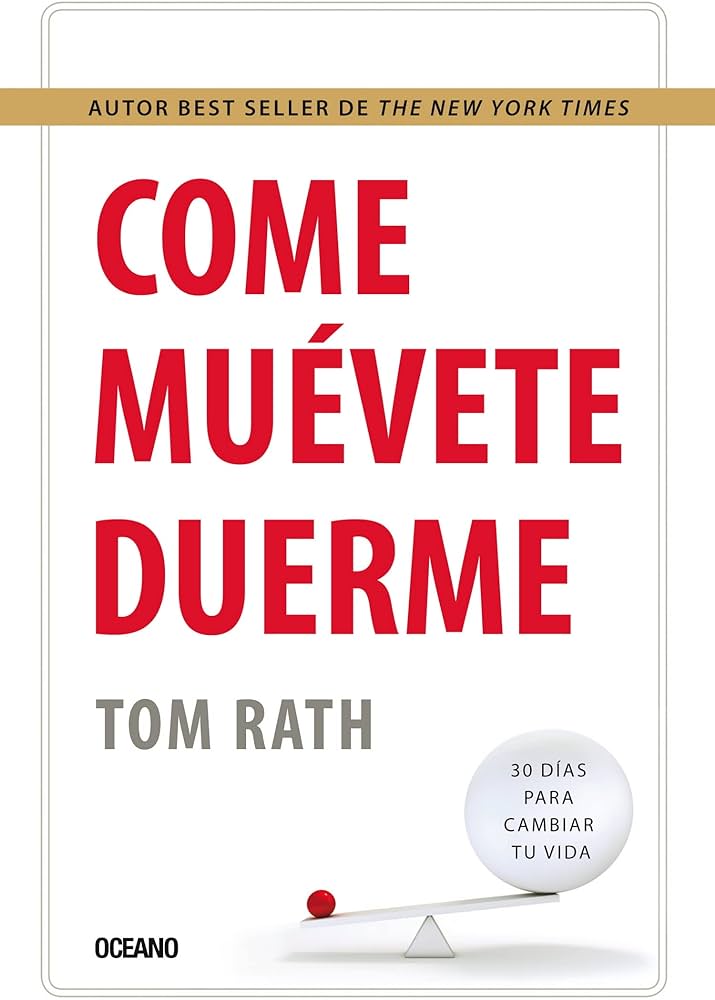 AUTOR BEST SELLER DE THE NEW YORK TIMES
COME
MUÉVETE
DUERME
TOM RATH
30 DÍAS
PARA
CAMBIAR
TU VIDA
OCEANO